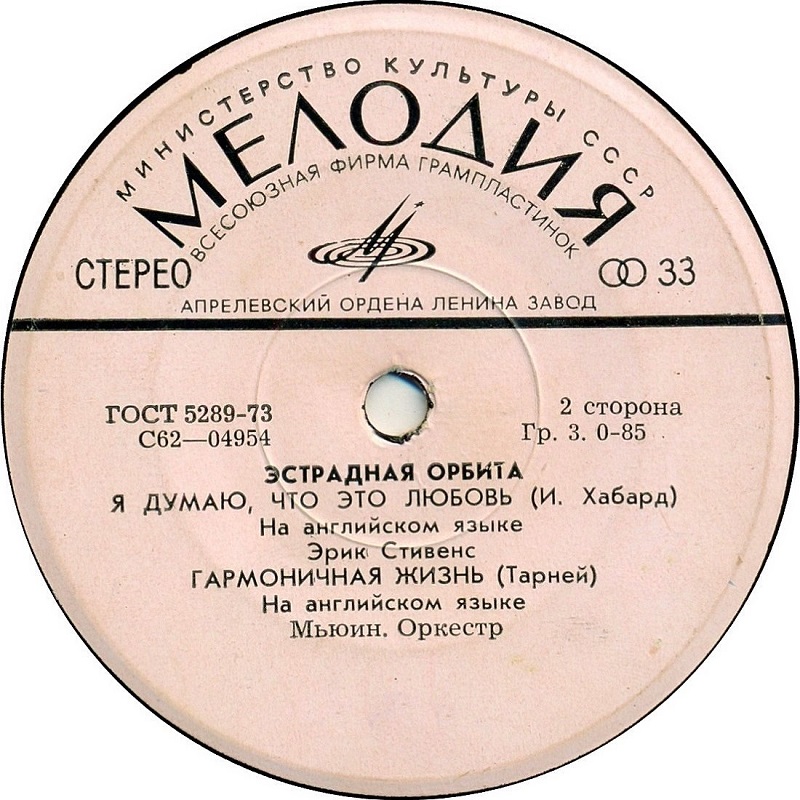 МИНИСТЕРСТВО КУЛЬТУРЫ СССР
МЕЛОДИЯ
ВСЕСОЮЗНАЯ ФИРМА ГРАМПЛАСТИНОК
СТЕРЕО
33
АПРЕЛЕВСКИЙ ОРДЕНА ЛЕНИНА ЗАВОД
ГОСТ 5289-73
2 сторона
С62—04954
Гр. 3. 0-85
ЭСТРАДНАЯ ОРБИТА
Я ДУМАЮ, ЧТО ЭТО ЛЮБОВЬ (И. Хабард)
На английском языке
Эрик Стивенс
ГАРМОНИЧНАЯ ЖИЗНЬ (Тарней)
На английском языке
Мьюин. Оркестр